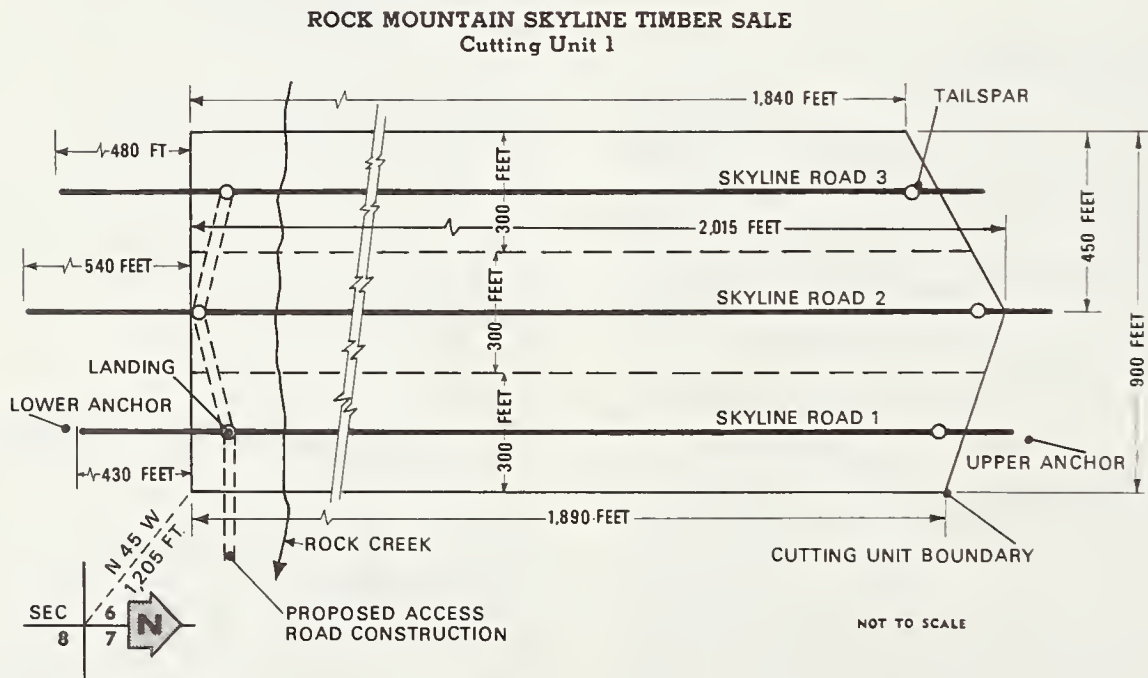 ROCK MOUNTAIN SKYLINE TIMBER SALE
Cutting Unit 1
1,840 FEET
TAILSPAR
480 FT
SKYLINE ROAD 3
300 FEET
2,015 FEET
450 FEET
540 FEET
SKYLINE ROAD 2
300 FEET
900 FEET
LANDING
LOWER ANCHOR
SKYLINE ROAD 1
300 FEET
UPPER ANCHOR
430 FEET
1,890 FEET
N 45 W
1,205 FT.
ROCK CREEK
CUTTING UNIT BOUNDARY
SEC 6
8 7
N
PROPOSED ACCESS
ROAD CONSTRUCTION
NOT TO SCALE